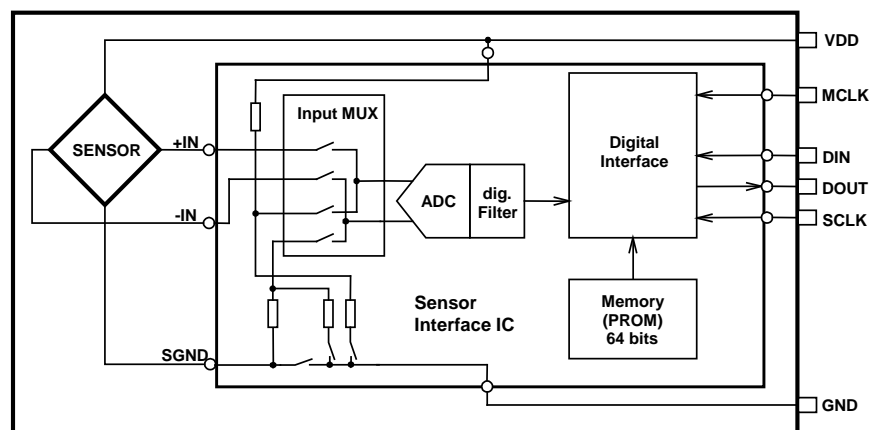 VDD
MCLK
Input MUX
+IN
SENSOR
Digital
Interface
DIN
DOUT
ADC
dig.
Filter
-IN
SCLK
Sensor
Interface IC
Memory
(PROM)
64 bits
SGND
GND